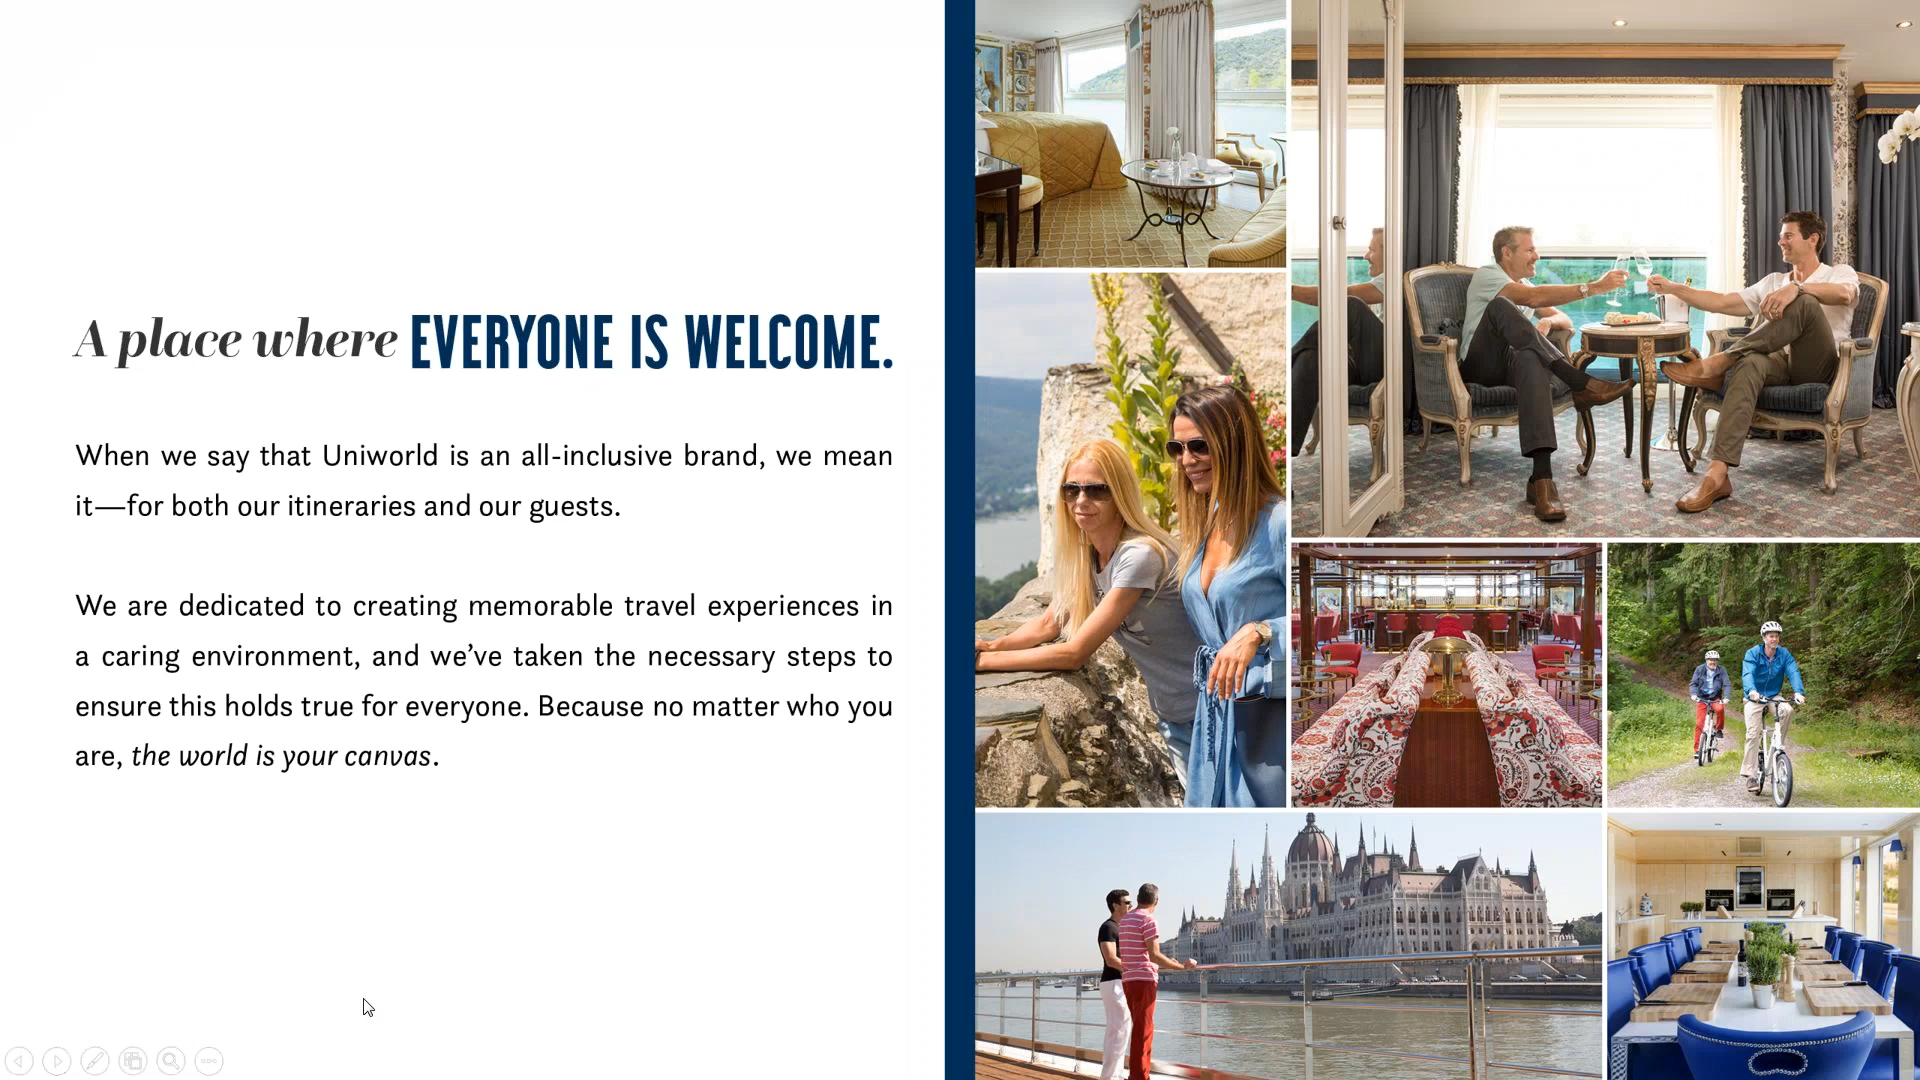 A place where EVERYONE IS WELCOME.
When we say that Uniworld is an all-inclusive brand, we mean
it—for both our itineraries and our guests.
We are dedicated to creating memorable travel experiences in
a caring environment, and we’ve taken the necessary steps to
ensure this holds true for everyone. Because no matter who you
are, the world is your canvas.